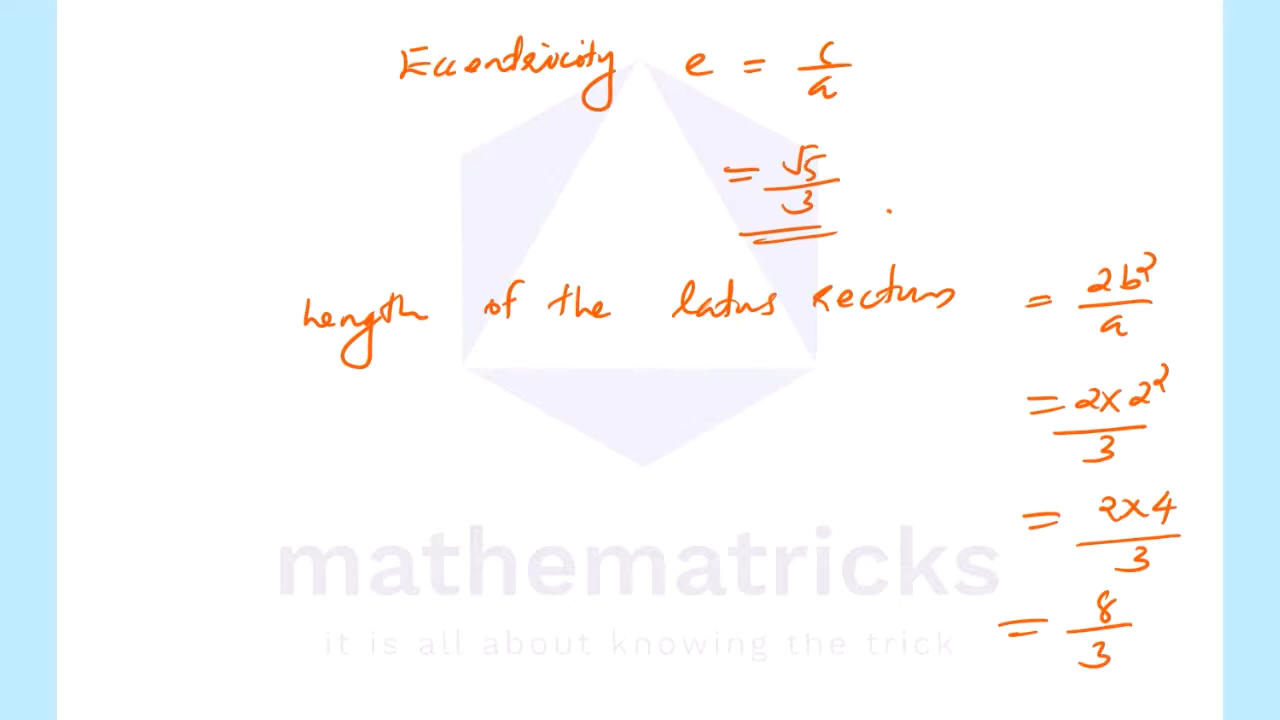 Eccentricity e = c/a
= √5/3
Length of the latus rectum = 2b²/a
= 2×2²/3
= 2×4/3
= 8/3
mathematricks
it is all about knowing the trick